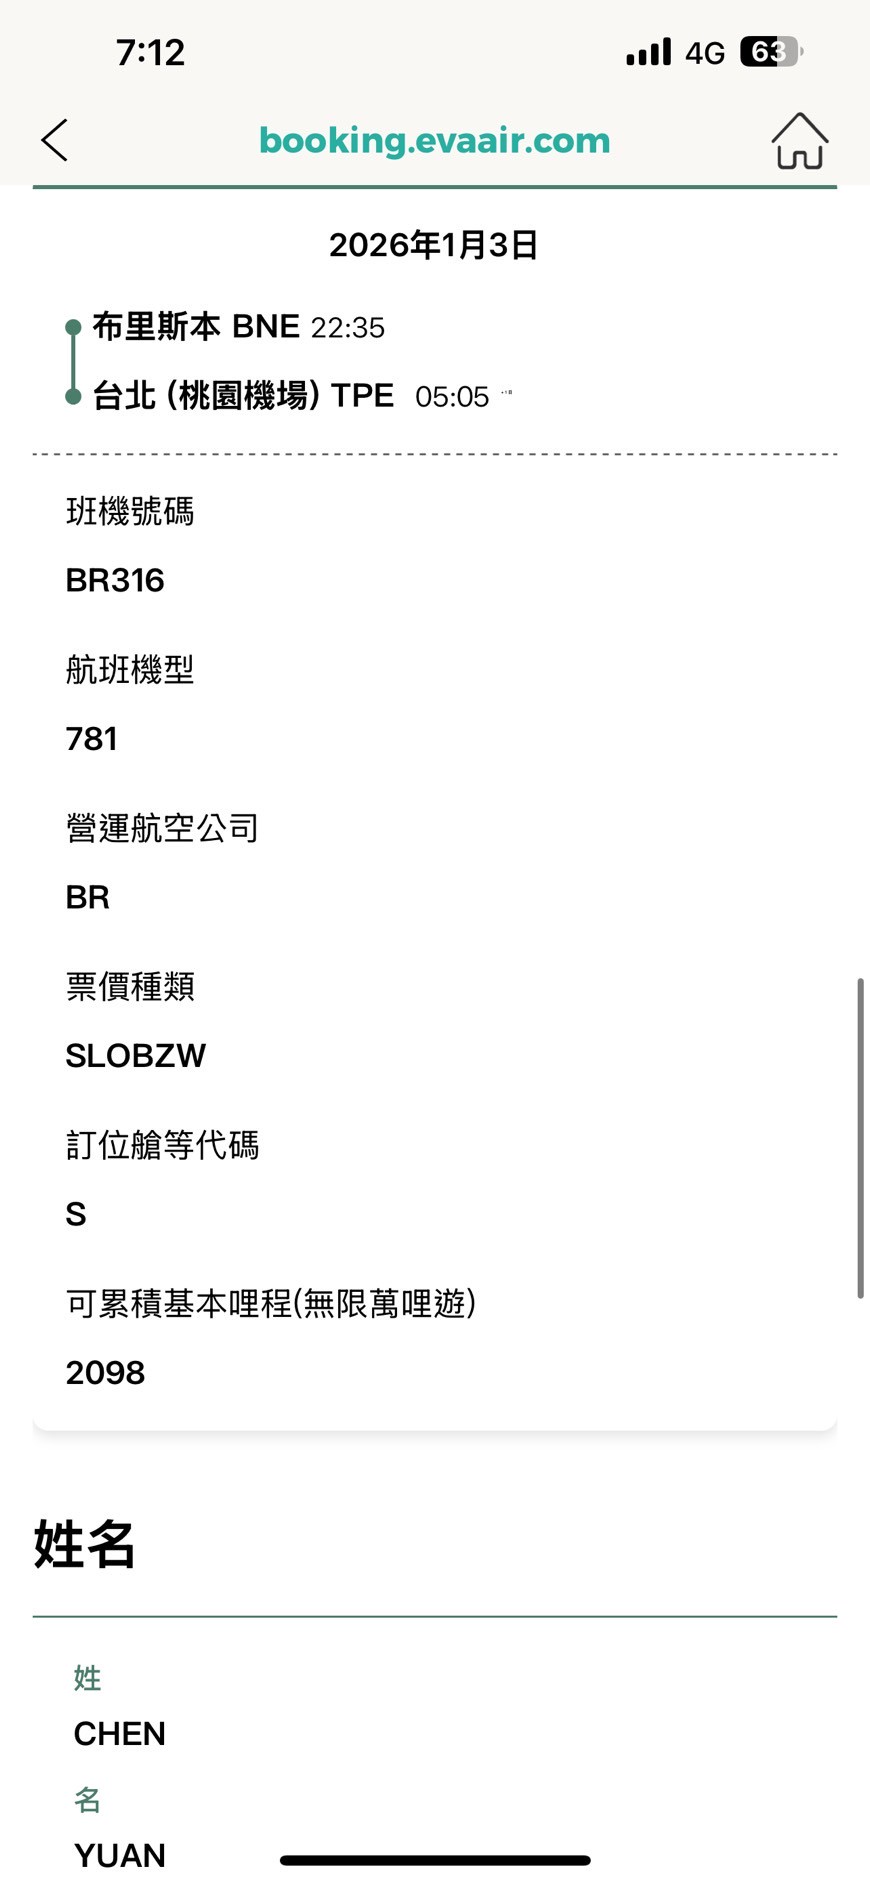 7:12
4G 63
booking.evaair.com
2026年1月3日
布里斯本 BNE 22:35
台北 (桃園機場) TPE 05:05
班機號碼
BR316
航班機型
781
營運航空公司
BR
票價種類
SLOBZW
訂位艙等代碼
S
可累積基本哩程(無限萬哩遊)
2098
姓名
姓
CHEN
名
YUAN